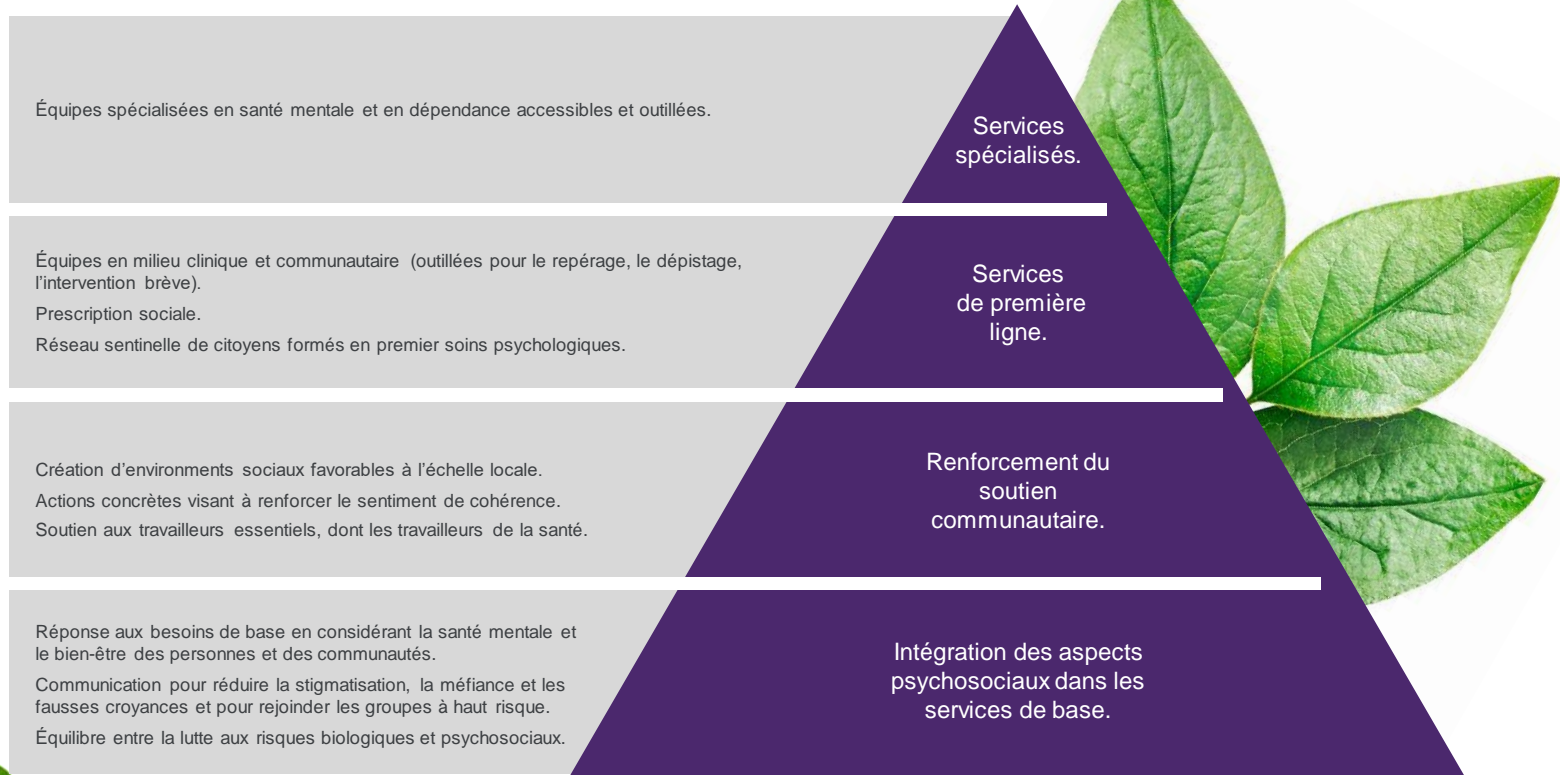 Équipes spécialisées en santé mentale et en dépendance accessibles et outillées.
Services
spécialisés.
Équipes en milieu clinique et communautaire (outillées pour le repérage, le dépistage,
l'intervention brève).
Prescription sociale.
Réseau sentinelle de citoyens formés en premier soins psychologiques.
Services
de première
ligne.
Création d'environnements sociaux favorables à l'échelle locale.
Actions concrètes visant à renforcer le sentiment de cohérence.
Soutien aux travailleurs essentiels, dont les travailleurs de la santé.
Renforcement du
soutien
communautaire.
Réponse aux besoins de base en considérant la santé mentale et
le bien-être des personnes et des communautés.
Communication pour réduire la stigmatisation, la méfiance et les
fausses croyances et pour rejoinder les groupes à haut risque.
Équilibre entre la lutte aux risques biologiques et psychosociaux.
Intégration des aspects
psychosociaux dans les
services de base.